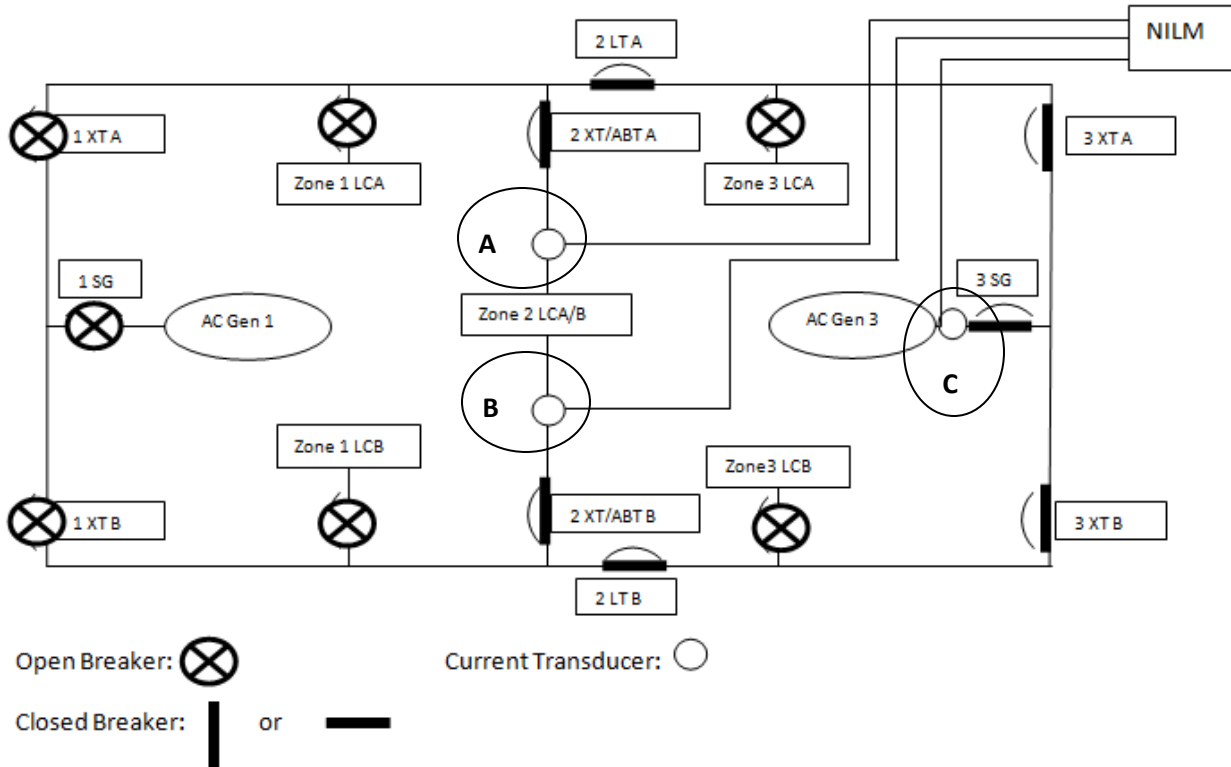 2 LT A
NILM
1 XT A
2 XT/ABT A
3 XT A
Zone 1 LCA
Zone 3 LCA
A
1 SG
3 SG
AC Gen 1
Zone 2 LCA/B
AC Gen 3
C
B
Zone 1 LCB
Zone3 LCB
1 XT B
2 XT/ABT B
3 XT B
2 LT B
Open Breaker:
Current Transducer:
Closed Breaker:
or